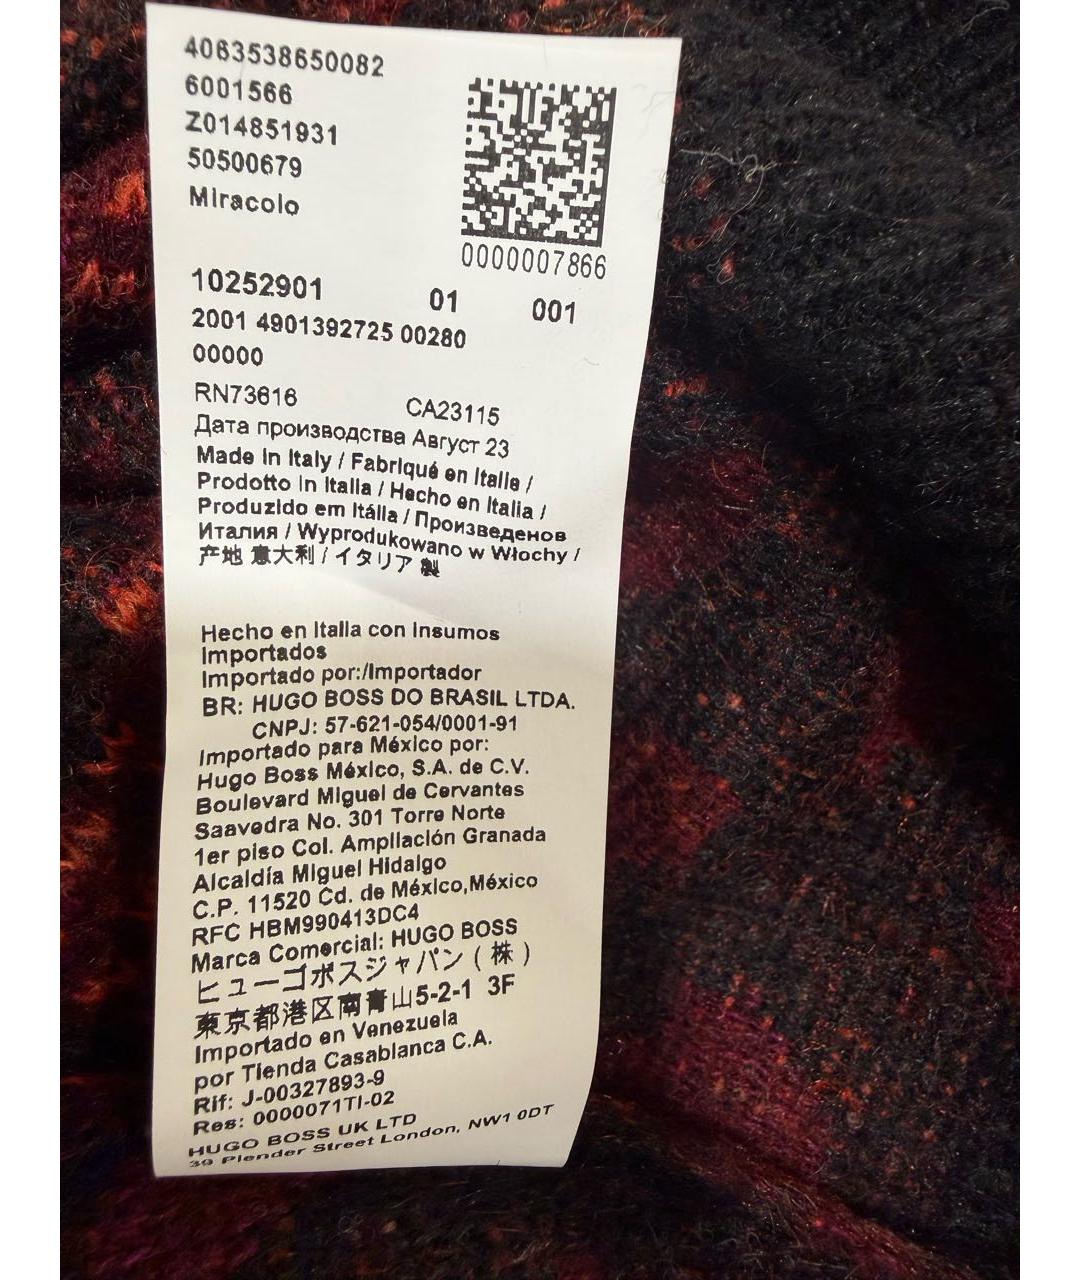 4063538650082
6001566
Z014851931
50500679
Miracolo
0000007866
10252901 01 001
2001 4901392725 00280
00000
RN73616 CA23115
Дата производства Август 23
Made in Italy / Fabriqué en Italie /
Prodotto in Italia / Hecho en Italia /
Produzido em Itália / Произведенов
Италия / Wyprodukowano w Włochy /
产地 意大利 / イタリア 製
Hecho en Italia con Insumos
Importados
Importado por:/Importador
BR: HUGO BOSS DO BRASIL LTDA.
CNPJ: 57-621-054/0001-91
Importado para México por:
Hugo Boss México, S.A. de C.V.
Boulevard Miguel de Cervantes
Saavedra No. 301 Torre Norte
1er piso Col. Ampliación Granada
Alcaldía Miguel Hidalgo
C.P. 11520 Cd. de México,México
RFC HBM990413DC4
Marca Comercial: HUGO BOSS
ヒューゴボスジャパン ( 株 )
東京都港区南青山5-2-1 3F
Importado en Venezuela
por Tienda Casablanca C.A.
Rif: J-00327893-9
Res: 0000071TI-02
HUGO BOSS UK LTD
39 Plender Street London, NW1 0DT